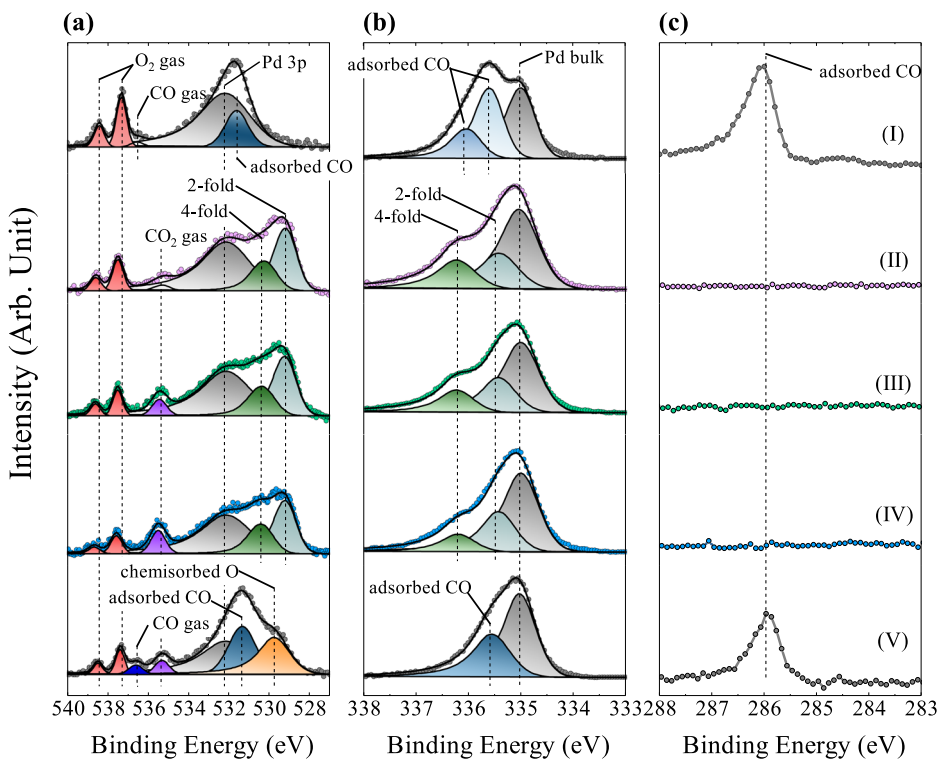 (a)
(b)
(c)
Intensity (Arb. Unit)
O2 gas
Pd 3p
CO gas
adsorbed CO
2-fold
4-fold
CO2 gas
chemisorbed O
adsorbed CO
CO gas
540 538 536 534 532 530 528
Binding Energy (eV)
Pd bulk
adsorbed CO
2-fold
4-fold
adsorbed CO
338 337 336 335 334 333
Binding Energy (eV)
adsorbed CO
(I)
(II)
(III)
(IV)
(V)
288 287 286 285 284 283
Binding Energy (eV)